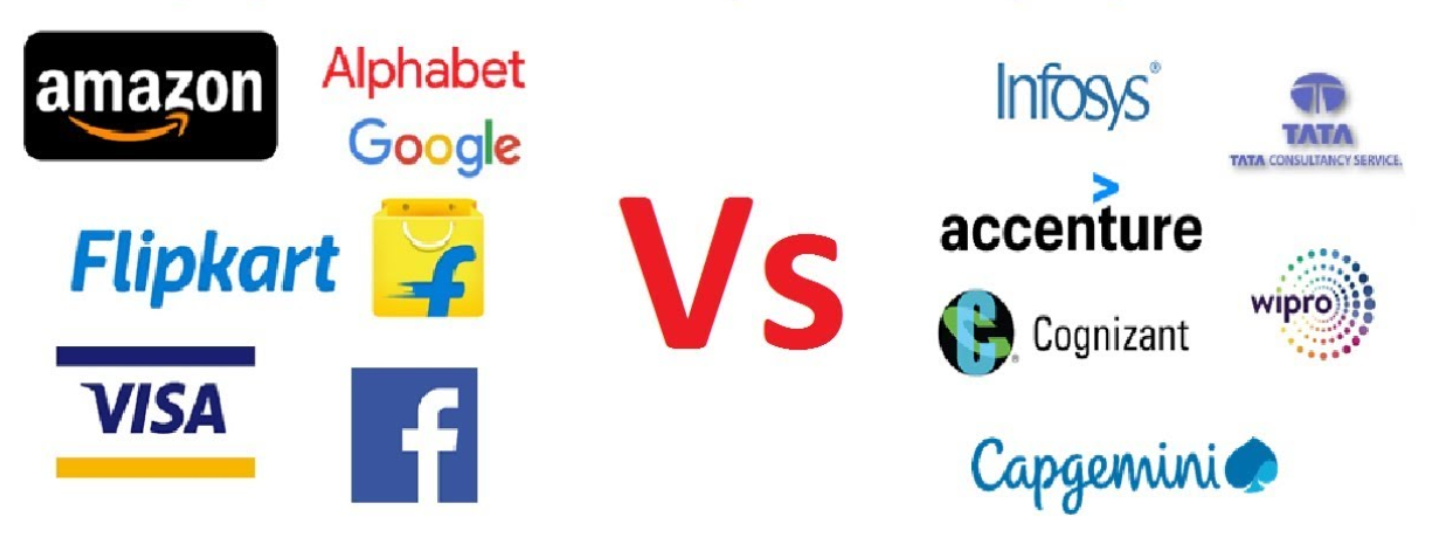 amazon
Alphabet
Google
Flipkart
f
VISA
f
Vs
Infosys®
TATA
TATA CONSULTANCY SERVICE.
accenture
>
wipro
Cognizant
®
Capgemini